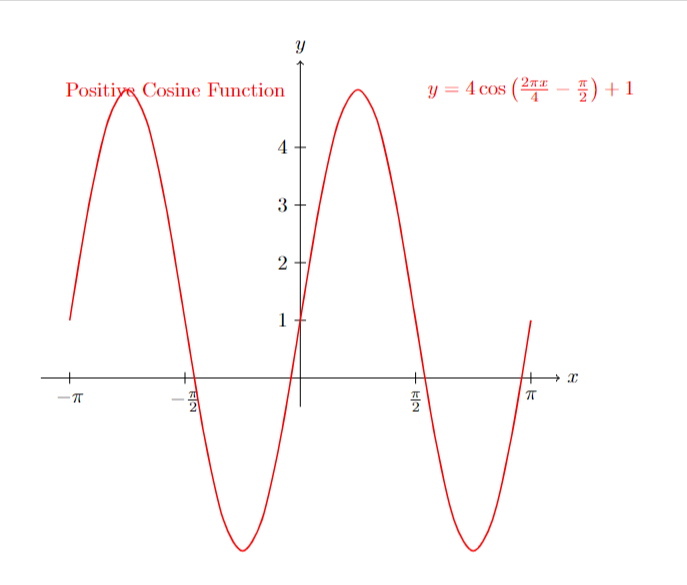 y
Positive Cosine Function
y = 4 cos (2πx/4 − π/2) + 1
4
3
2
1
x
−π
−π/2
π/2
π